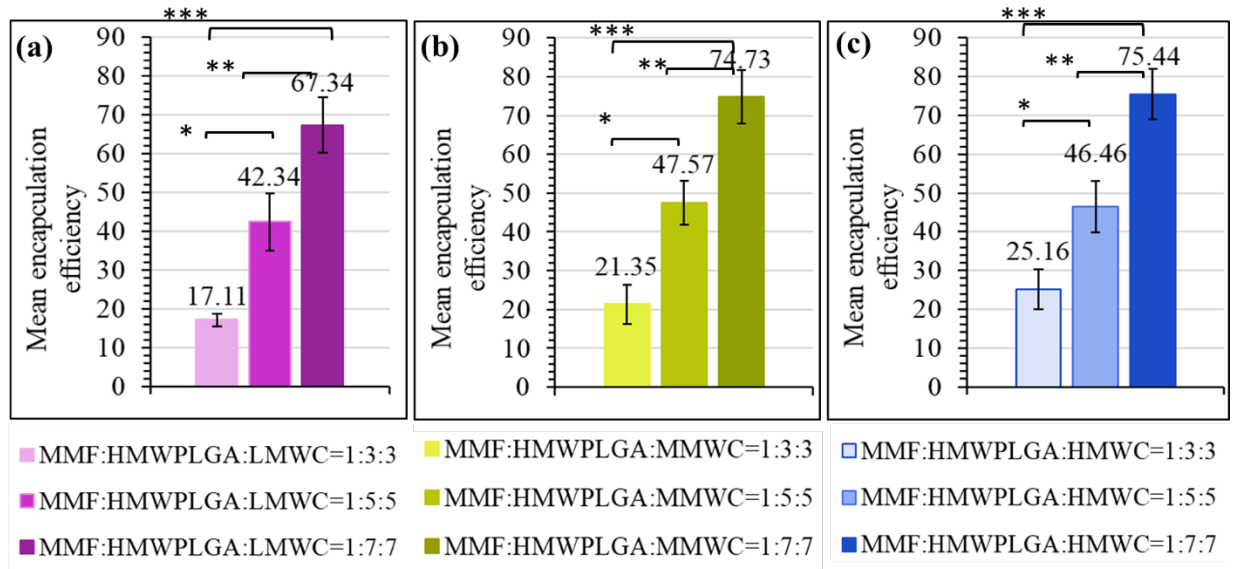 ***
(a)
90
80
70
60
50
40
30
20
10
0
Mean encapculation
efficiency
**
67.34
*
42.34
17.11
MMF:HMWPLGA:LMWC=1:3:3
MMF:HMWPLGA:LMWC=1:5:5
MMF:HMWPLGA:LMWC=1:7:7
***
(b)
90
80
70
60
50
40
30
20
10
0
Mean encapculation
efficiency
**
74.73
*
47.57
21.35
MMF:HMWPLGA:MMWC=1:3:3
MMF:HMWPLGA:MMWC=1:5:5
MMF:HMWPLGA:MMWC=1:7:7
***
(c)
90
80
70
60
50
40
30
20
10
0
Mean encapculation
efficiency
**
75.44
*
46.46
25.16
MMF:HMWPLGA:HMWC=1:3:3
MMF:HMWPLGA:HMWC=1:5:5
MMF:HMWPLGA:HMWC=1:7:7